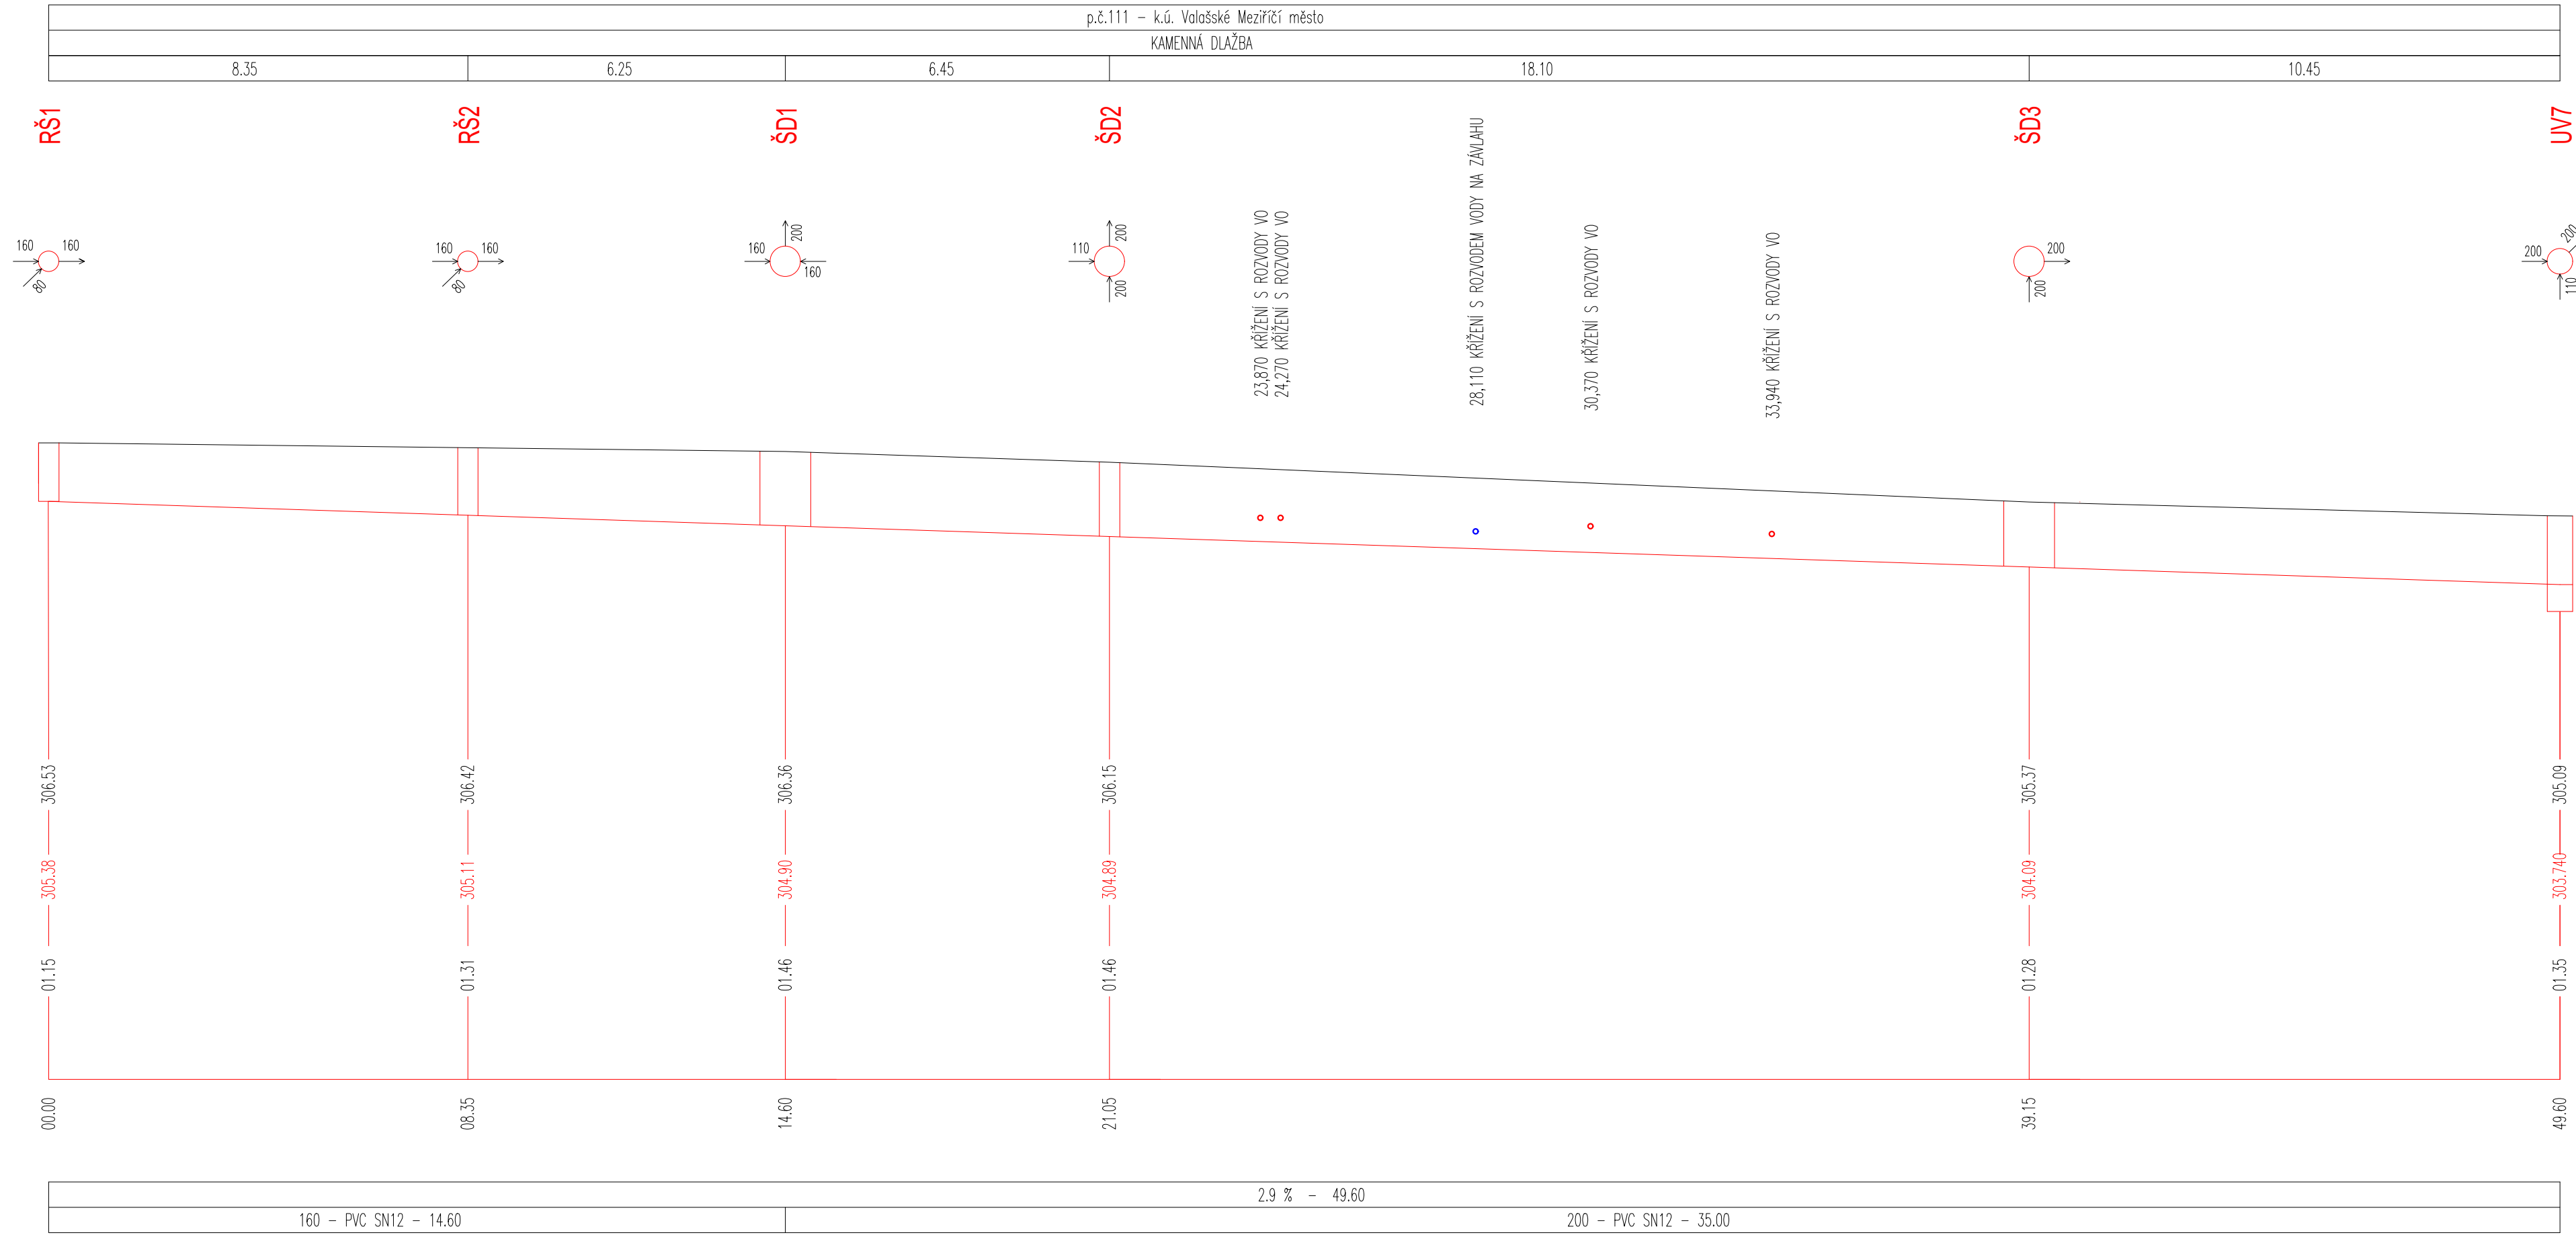 p.č.111 – k.ú. Valašské Meziříčí město
KAMENNÁ DLAŽBA
8.35 6.25 6.45 18.10 10.45
RŠ1 RŠ2 ŠD1 ŠD2 ŠD3 UV7
160 160 80
160 160 80
160 200 160
110 200 200
200 200
200 200 110
23,870 KŘÍŽENÍ S ROZVODY VO
24,270 KŘÍŽENÍ S ROZVODY VO
28,110 KŘÍŽENÍ S ROZVODEM VODY NA ZÁVLAHU
30,370 KŘÍŽENÍ S ROZVODY VO
33,940 KŘÍŽENÍ S ROZVODY VO
306.53 306.42 306.36 306.15 305.37 305.09
305.38 305.11 304.90 304.89 304.09 303.740
01.15 01.31 01.46 01.46 01.28 01.35
00.00 08.35 14.60 21.05 39.15 49.60
2.9 % – 49.60
160 – PVC SN12 – 14.60 200 – PVC SN12 – 35.00